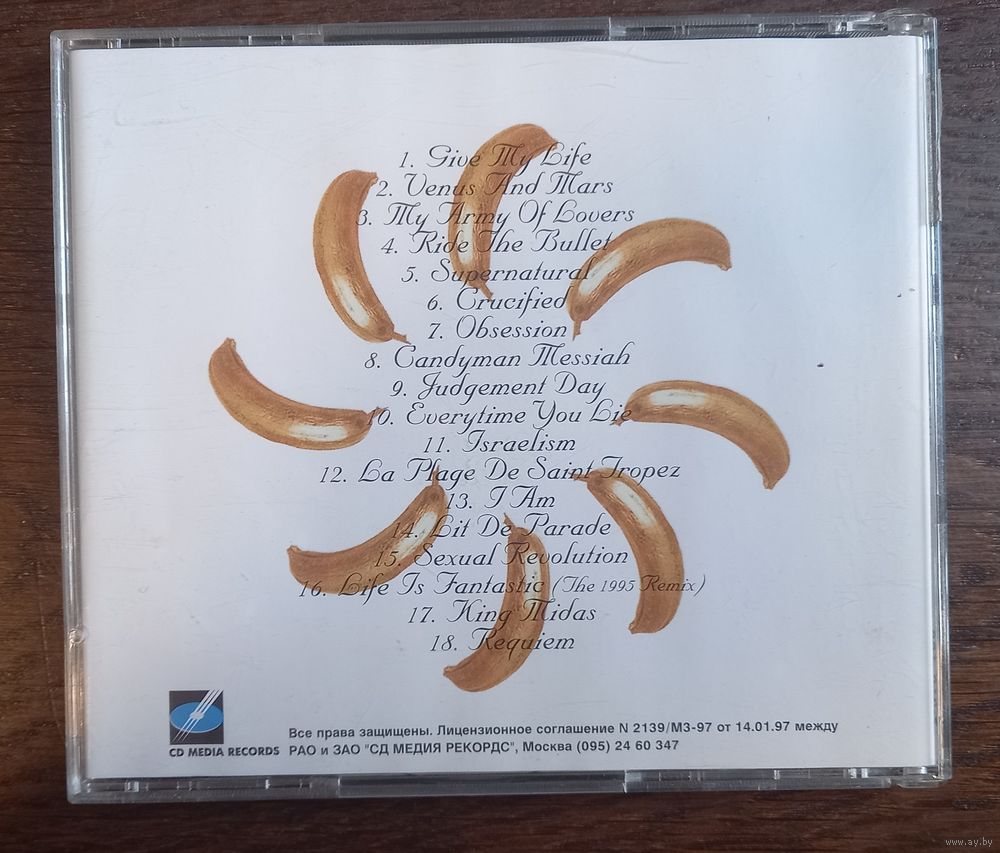 1. Give My Life
2. Venus And Mars
3. My Army Of Lovers
4. Ride The Bullet
5. Supernatural
6. Crucified
7. Obsession
8. Candyman Messiah
9. Judgement Day
10. Everytime You Lie
11. Israelism
12. La Plage De Saint Tropez
13. I Am
14. Lit De Parade
15. Sexual Revolution
16. Life Is Fantastic (The 1995 Remix)
17. King Midas
18. Requiem
CD MEDIA RECORDS
Все права защищены. Лицензионное соглашение N 2139/МЗ-97 от 14.01.97 между
РАО и ЗАО "СД МЕДИЯ РЕКОРДС", Москва (095) 24 60 347
www.ay.by